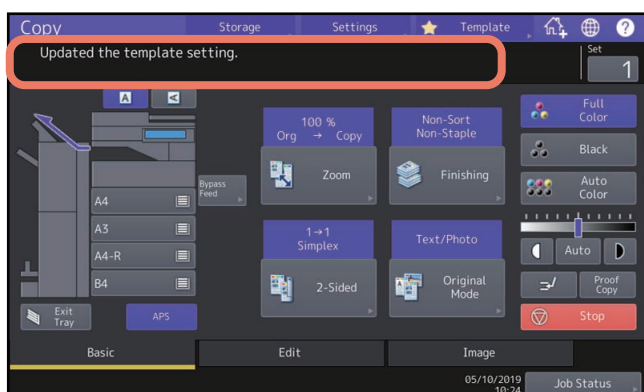 Copy
Storage
Settings
Template
?
Updated the template setting.
Set
1
A
A
100 %
Org → Copy
Non-Sort
Non-Staple
Full
Color
Zoom
Finishing
Black
Bypass
Feed
Auto
Color
A4
A3
A4-R
B4
1→1
Simplex
Text/Photo
Auto
2-Sided
Original
Mode
Proof
Copy
Exit
Tray
APS
Stop
Basic
Edit
Image
05/10/2019
10:24
Job Status